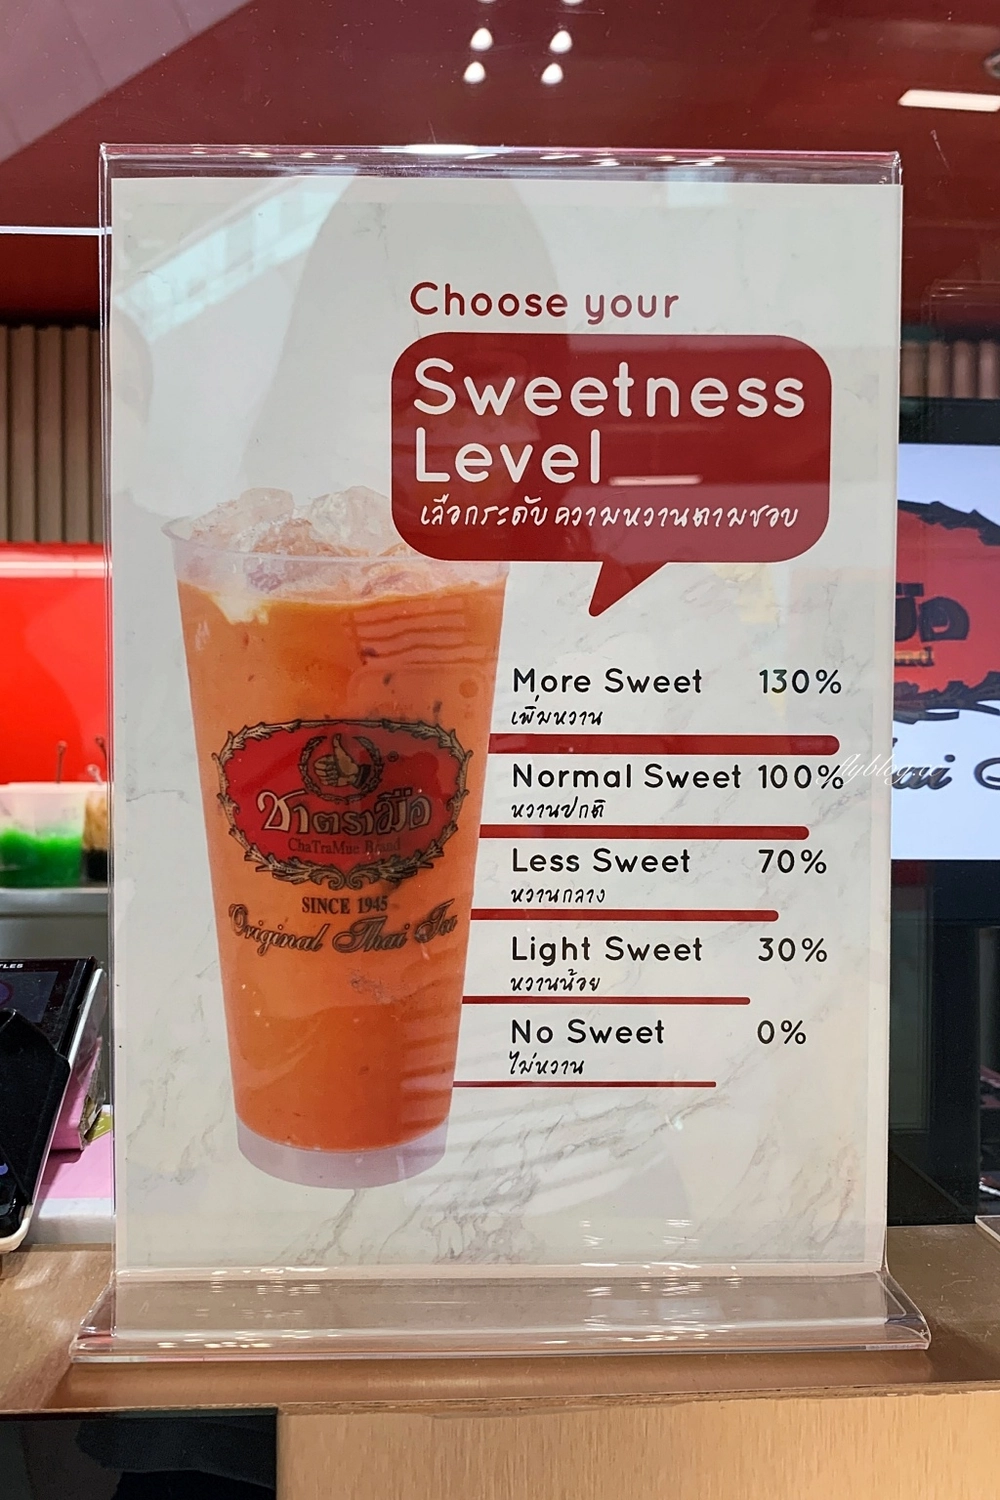 Choose your
Sweetness
Level
เลือกระดับความหวานตามชอบ
More Sweet 130%
เพิ่มหวาน
Normal Sweet 100%
หวานปกติ
Less Sweet 70%
หวานกลาง
Light Sweet 30%
หวานน้อย
No Sweet 0%
ไม่หวาน
ชาตรามือ
ChaTraMue Brand
SINCE 1945
Original Thai Tea